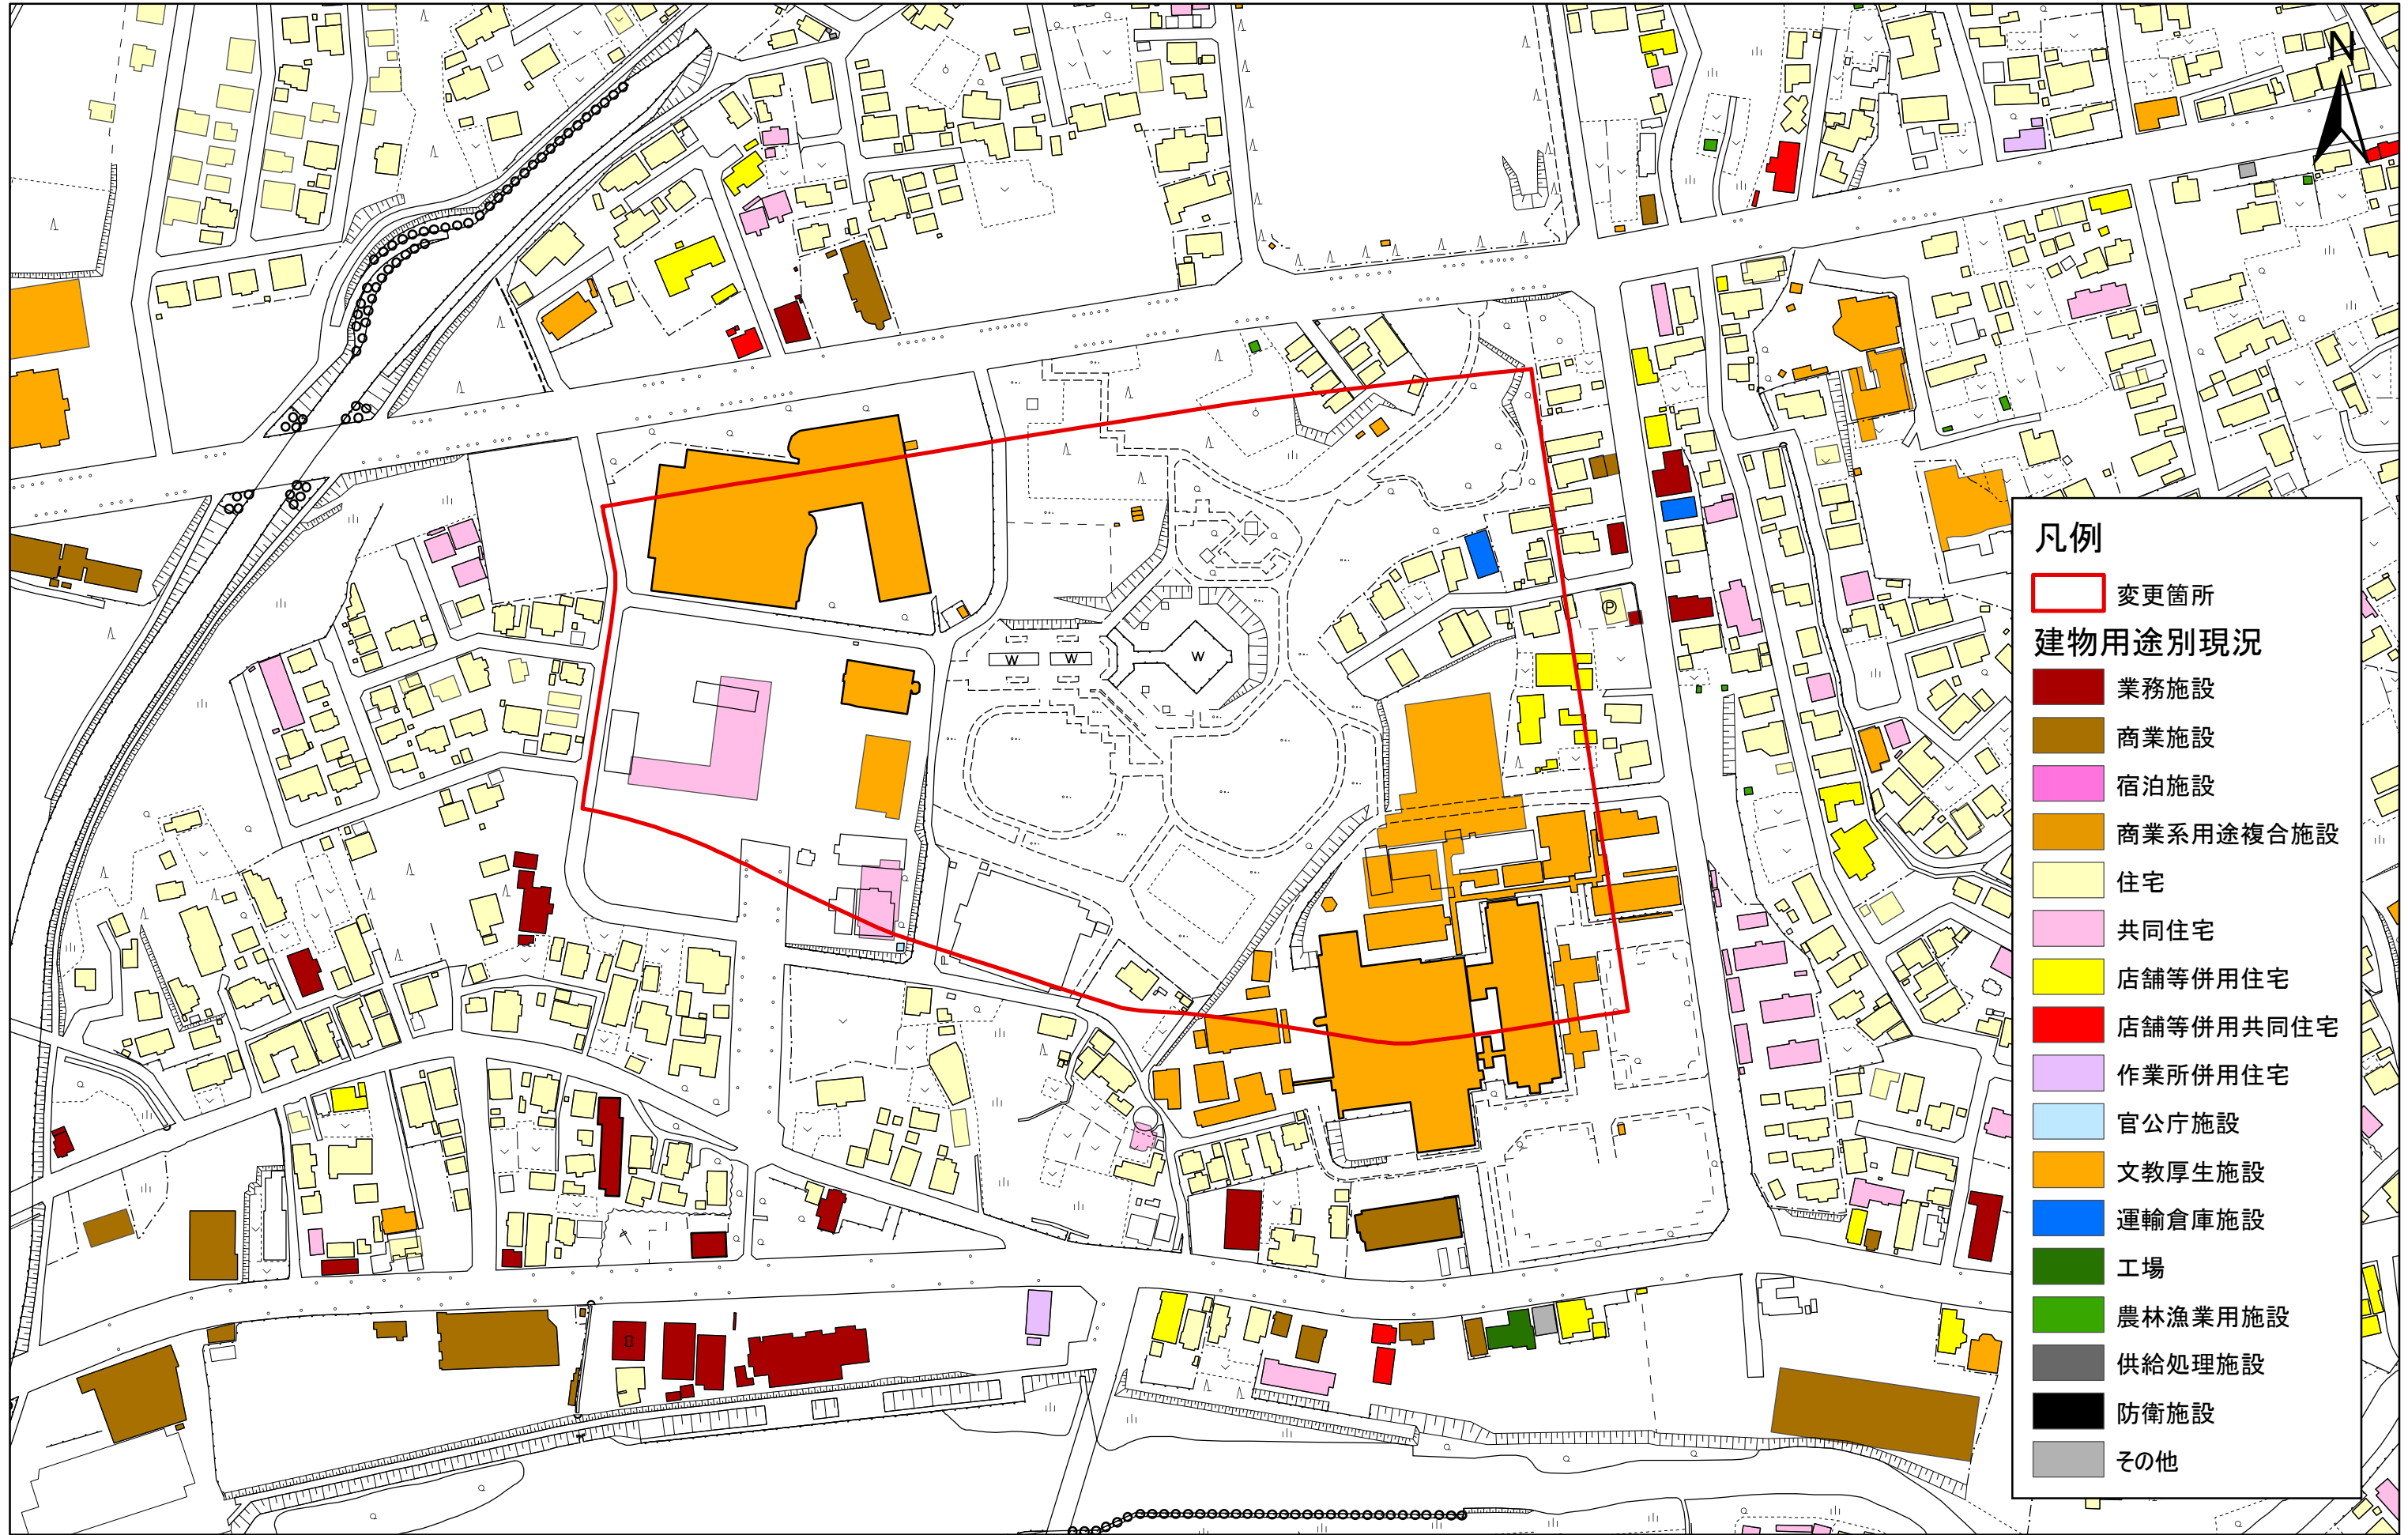 N
凡例
変更箇所
建物用途別現況
業務施設
商業施設
宿泊施設
商業系用途複合施設
住宅
共同住宅
店舗等併用住宅
店舗等併用共同住宅
作業所併用住宅
官公庁施設
文教厚生施設
運輸倉庫施設
工場
農林漁業用施設
供給処理施設
防衛施設
その他
P
W
W
W